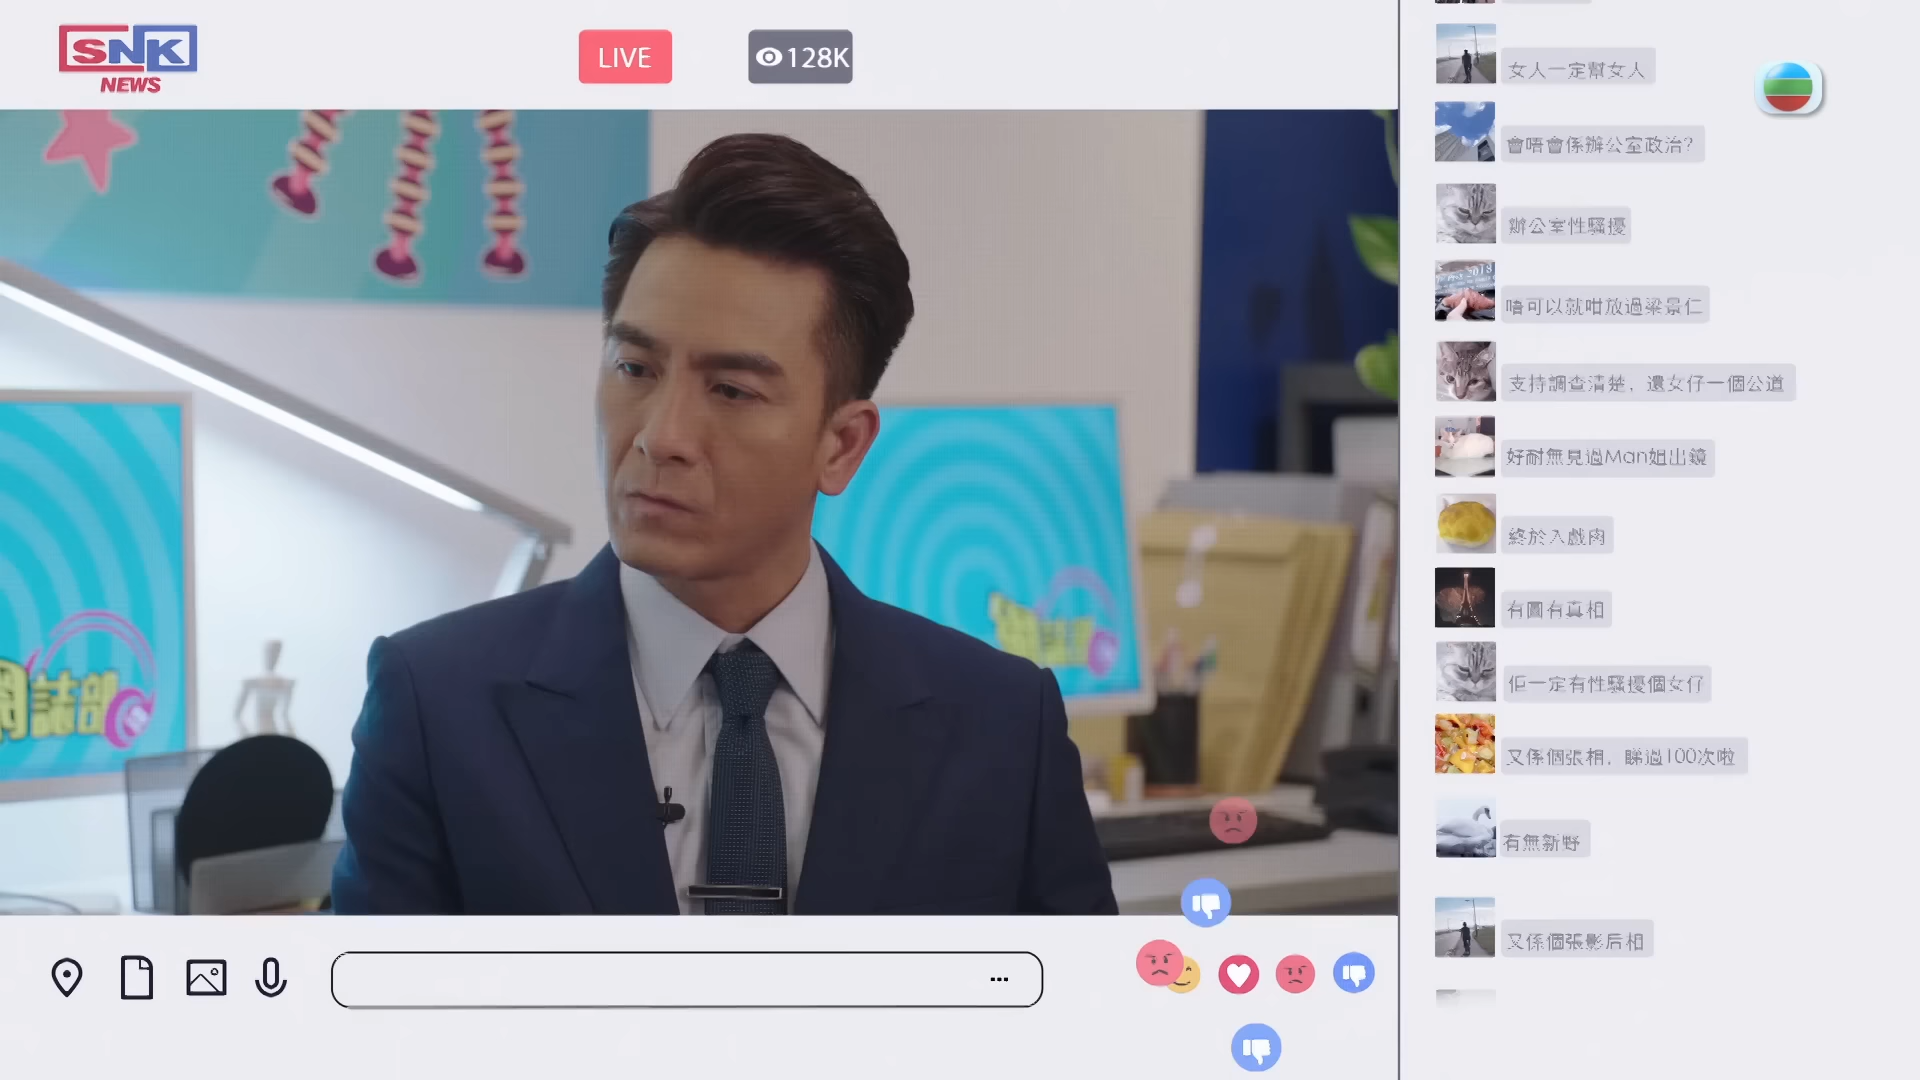 SNK
NEWS
LIVE
128K
網誌部
女人一定幫女人
會唔會係辦公室政治?
辦公室性騷擾
唔可以就咁放過梁景仁
支持調查清楚，還女仔一個公道
好耐無見過Man姐出鏡
終於入戲肉
有圖有真相
佢一定有性騷擾個女仔
又係個張相，睇過100次啦
有無新野
又係個張影后相